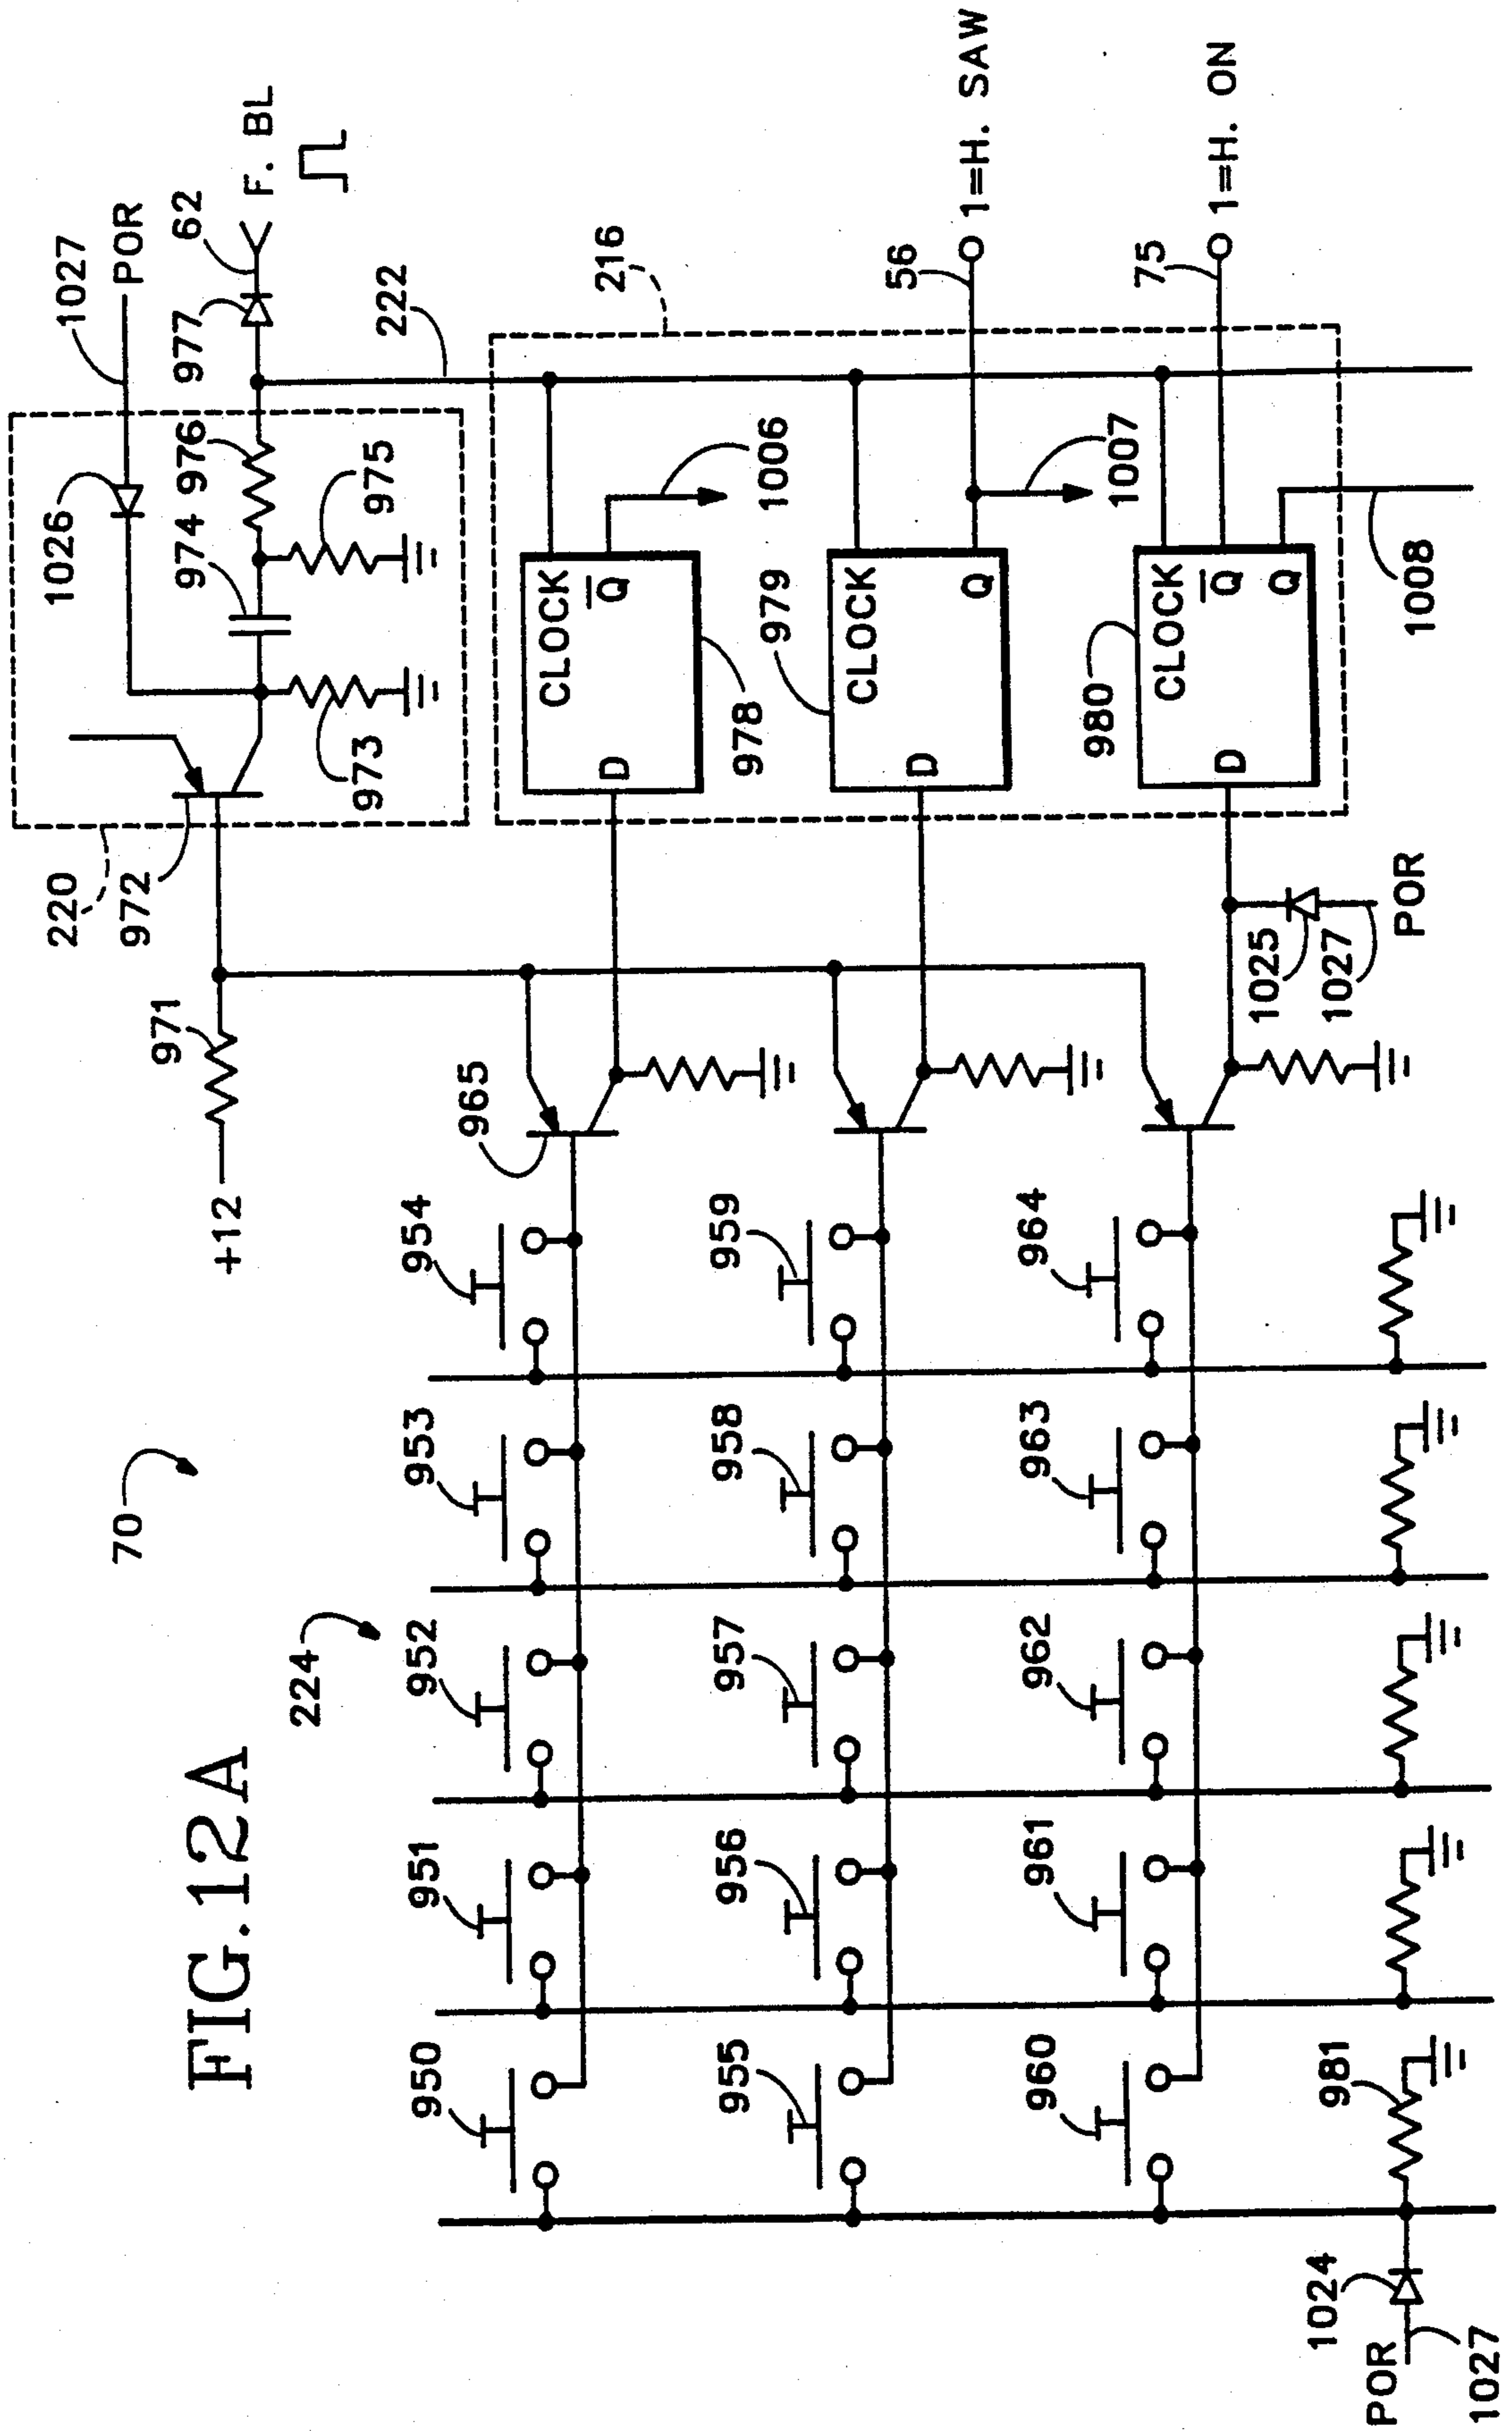 FIG.12A
70
224
+12
971
220
972
973
974
975
976
1026
1027
POR
977
62
F. BL
222
216
950
951
952
953
954
965
D
CLOCK
Q
978
1006
955
956
957
958
959
D
CLOCK
Q
979
1007
56
1=H. SAW
960
961
962
963
964
D
CLOCK
Q
Q
980
1008
75
1=H. ON
1025
1027
POR
981
1024
POR
1027